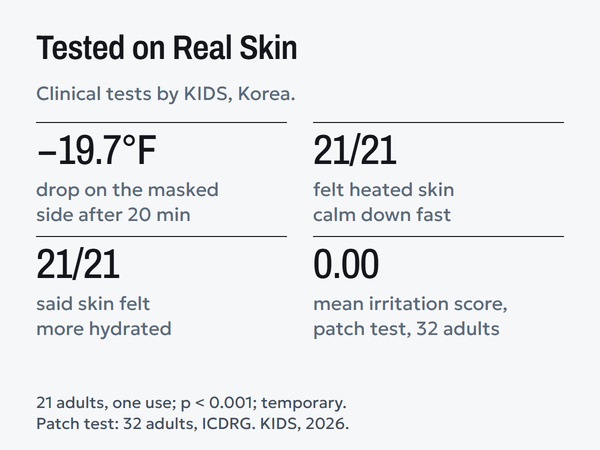 Tested on Real Skin
Clinical tests by KIDS, Korea.
−19.7°F
drop on the masked
side after 20 min
21/21
felt heated skin
calm down fast
21/21
said skin felt
more hydrated
0.00
mean irritation score,
patch test, 32 adults
21 adults, one use; p < 0.001; temporary.
Patch test: 32 adults, ICDRG. KIDS, 2026.